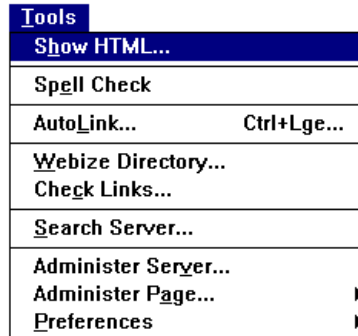 Tools
Show HTML...
Spell Check
AutoLink... Ctrl+Lge...
Webize Directory...
Check Links...
Search Server...
Administer Server...
Administer Page...
Preferences